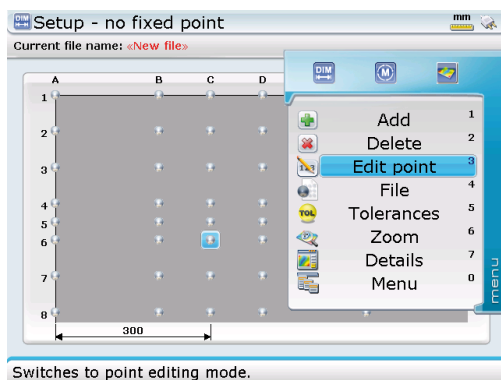 DIM
Setup - no fixed point
mm
Current file name: «New file»
DIM
M
A B C D
1
2
3
4
5
6
7
8
300
Add 1
Delete 2
Edit point 3
File 4
TOL Tolerances 5
Zoom 6
Details 7
Menu 0
menu
Switches to point editing mode.